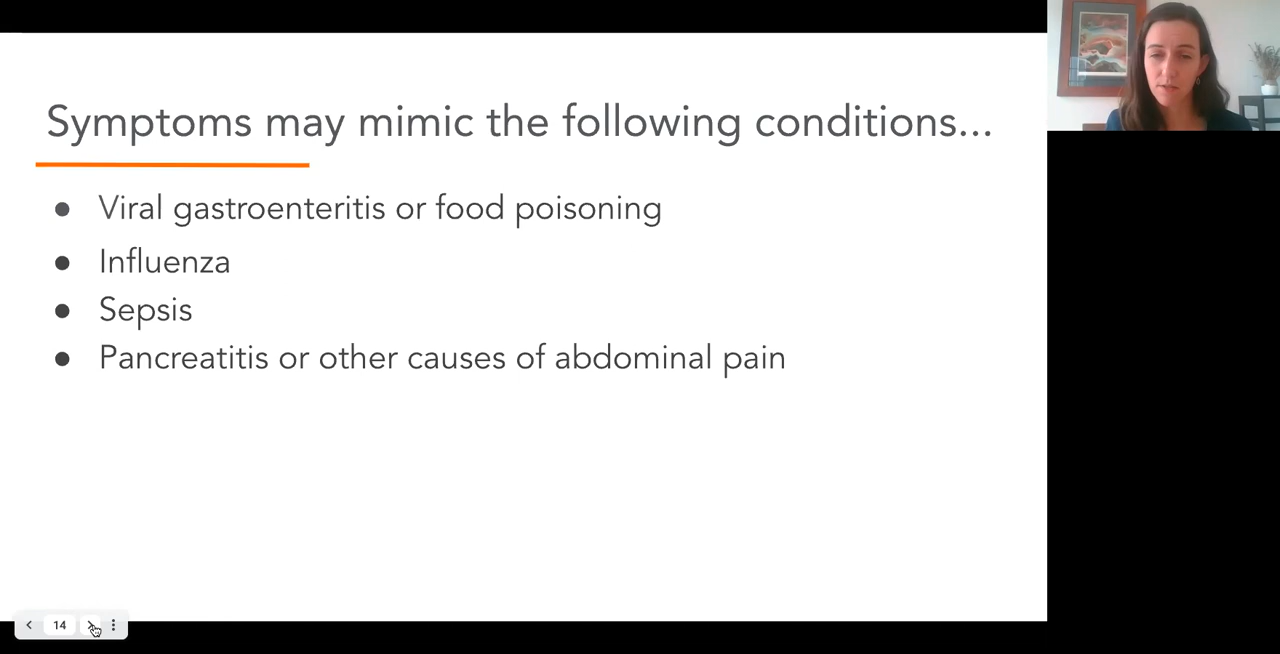 Symptoms may mimic the following conditions...
● Viral gastroenteritis or food poisoning
● Influenza
● Sepsis
● Pancreatitis or other causes of abdominal pain
14